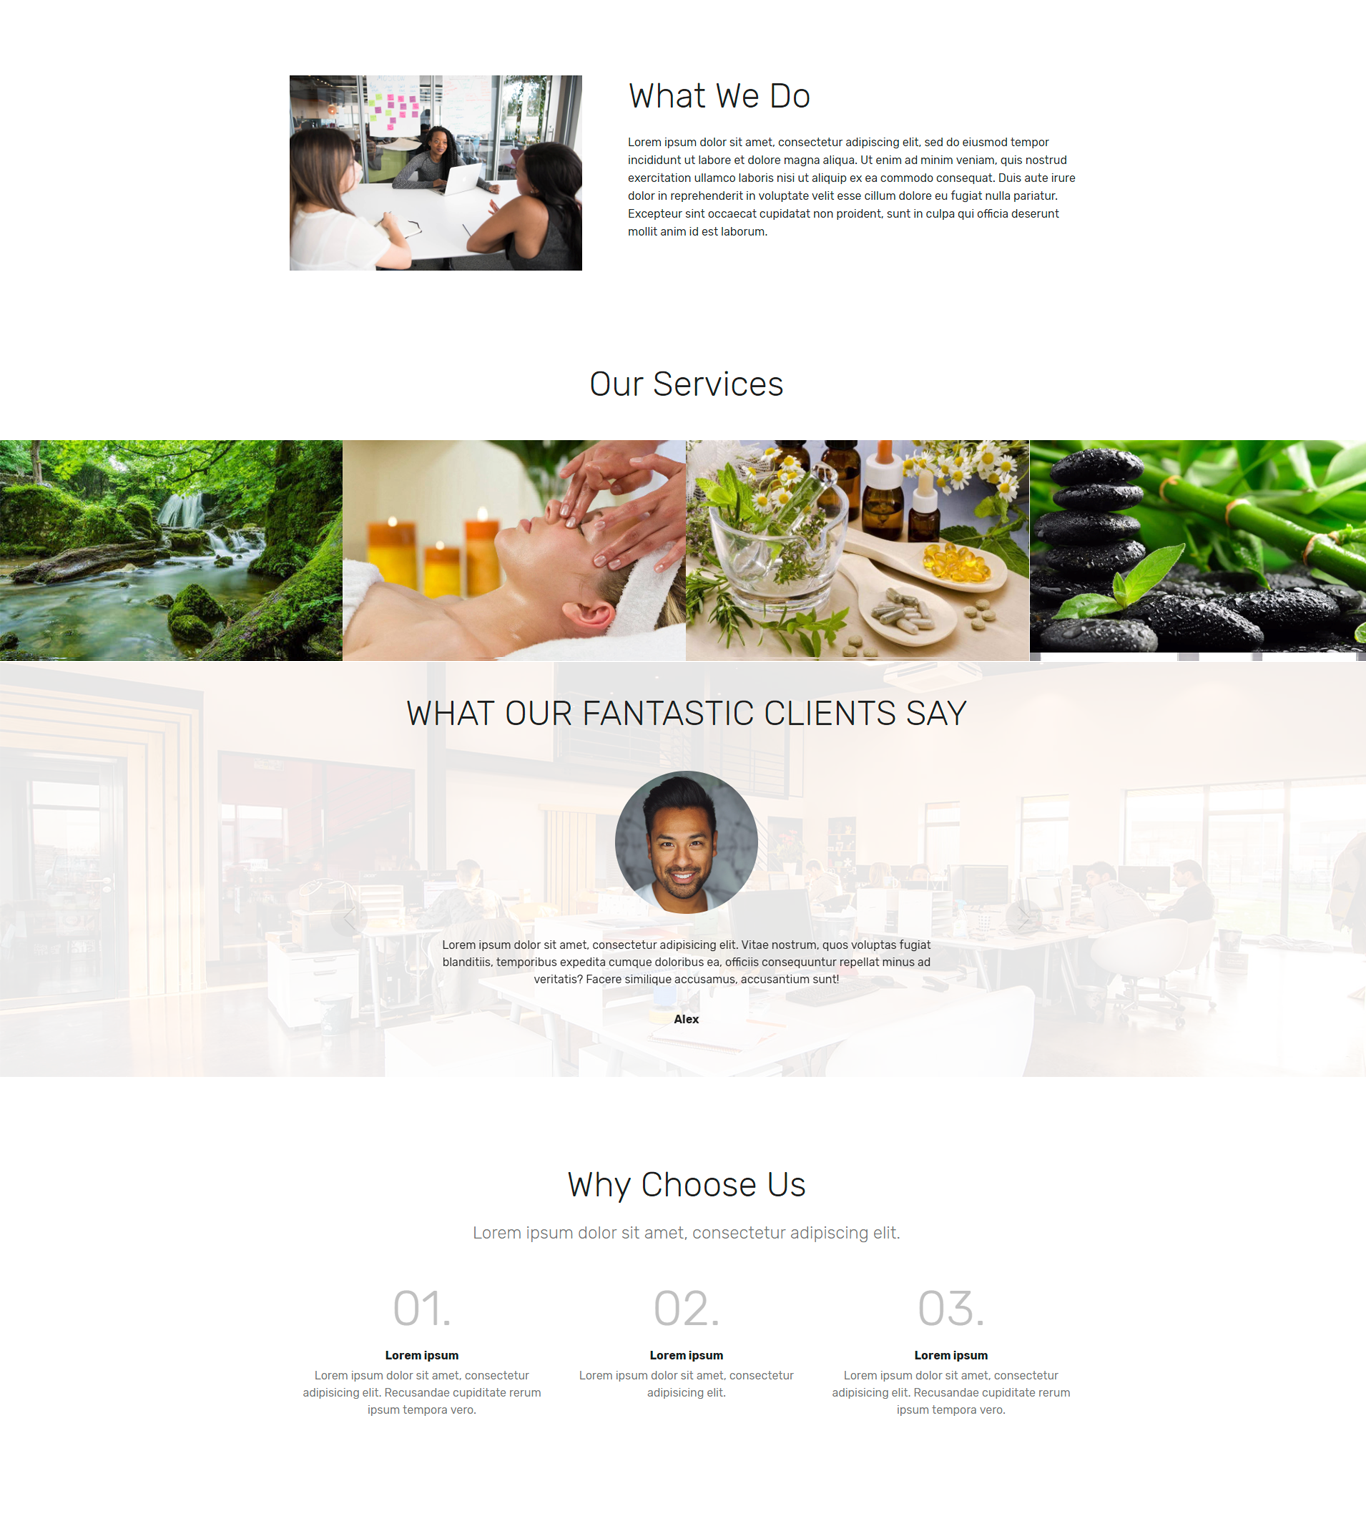 What We Do
Lorem ipsum dolor sit amet, consectetur adipiscing elit, sed do eiusmod tempor
incididunt ut labore et dolore magna aliqua. Ut enim ad minim veniam, quis nostrud
exercitation ullamco laboris nisi ut aliquip ex ea commodo consequat. Duis aute irure
dolor in reprehenderit in voluptate velit esse cillum dolore eu fugiat nulla pariatur.
Excepteur sint occaecat cupidatat non proident, sunt in culpa qui officia deserunt
mollit anim id est laborum.
Our Services
WHAT OUR FANTASTIC CLIENTS SAY
Lorem ipsum dolor sit amet, consectetur adipisicing elit. Vitae nostrum, quos voluptas fugiat
blanditiis, temporibus expedita cumque doloribus ea, officiis consequuntur repellat minus ad
veritatis? Facere similique accusamus, accusantium sunt!
Alex
Why Choose Us
Lorem ipsum dolor sit amet, consectetur adipiscing elit.
01.
Lorem ipsum
Lorem ipsum dolor sit amet, consectetur
adipisicing elit. Recusandae cupiditate rerum
ipsum tempora vero.
02.
Lorem ipsum
Lorem ipsum dolor sit amet, consectetur
adipisicing elit.
03.
Lorem ipsum
Lorem ipsum dolor sit amet, consectetur
adipisicing elit. Recusandae cupiditate rerum
ipsum tempora vero.